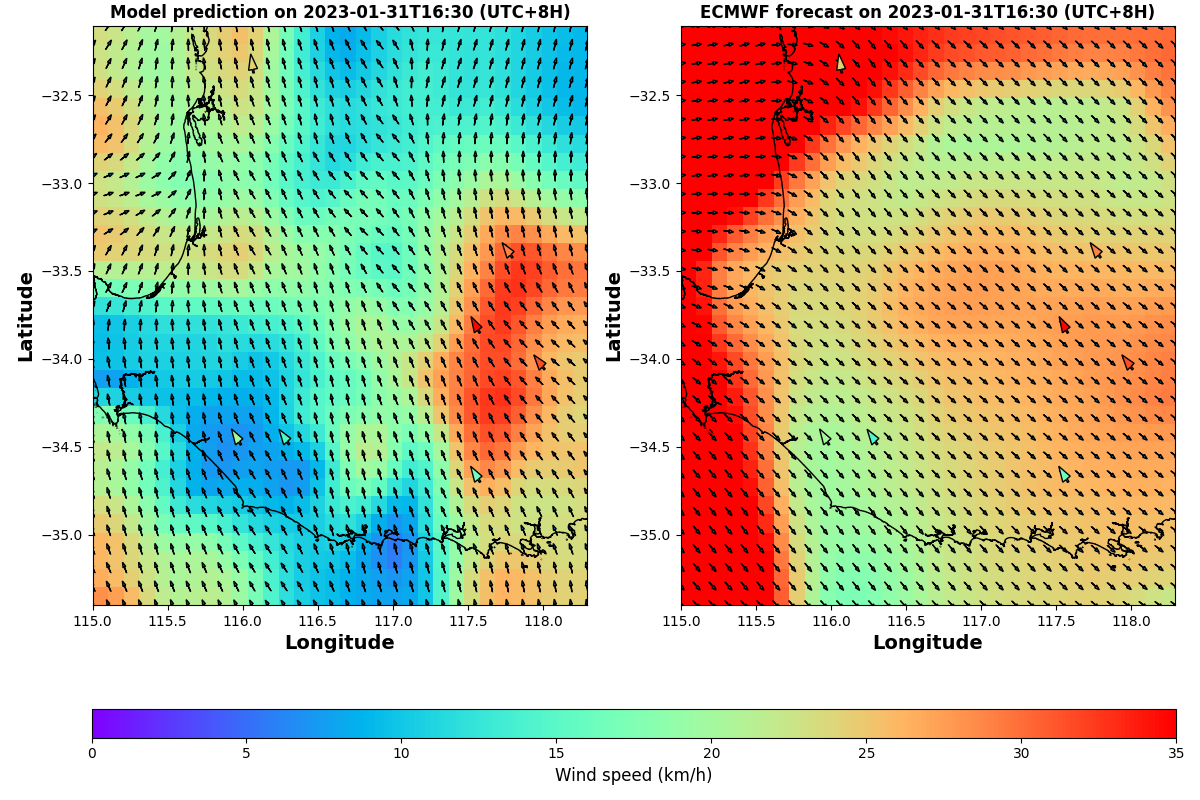 Model prediction on 2023-01-31T16:30 (UTC+8H)
ECMWF forecast on 2023-01-31T16:30 (UTC+8H)
Latitude
−32.5
−33.0
−33.5
−34.0
−34.5
−35.0
115.0 115.5 116.0 116.5 117.0 117.5 118.0
Longitude
Latitude
−32.5
−33.0
−33.5
−34.0
−34.5
−35.0
115.0 115.5 116.0 116.5 117.0 117.5 118.0
Longitude
0 5 10 15 20 25 30 35
Wind speed (km/h)